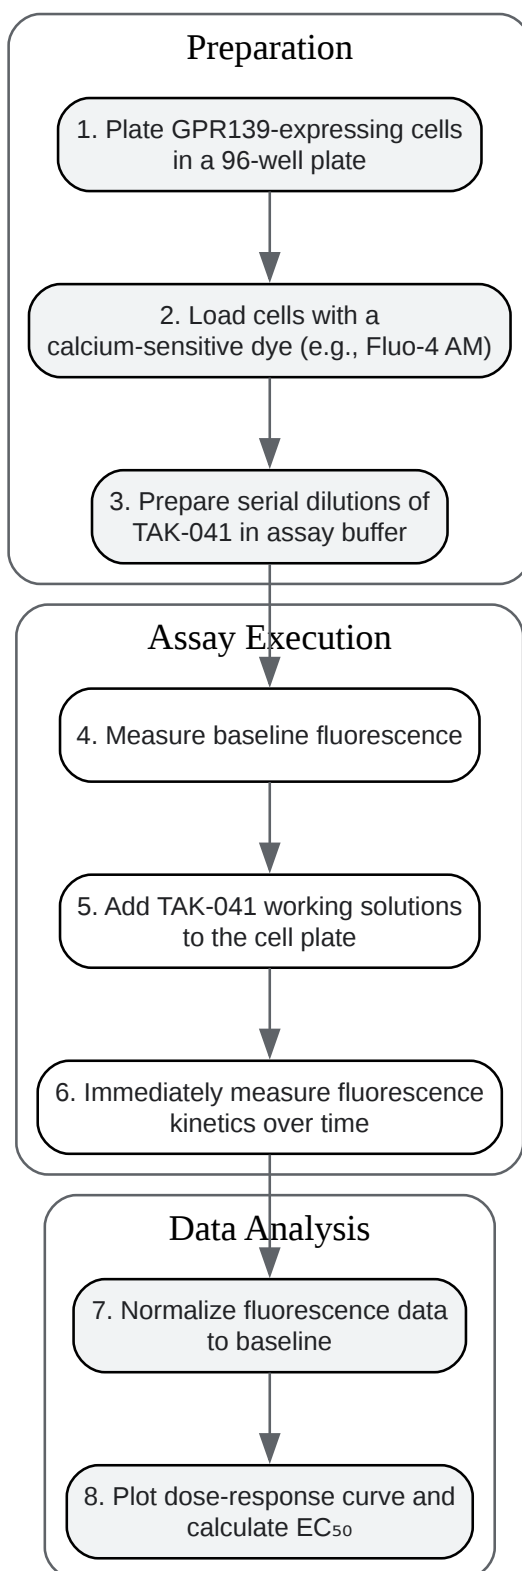 Preparation
1. Plate GPR139-expressing cells
in a 96-well plate
2. Load cells with a
calcium-sensitive dye (e.g., Fluo-4 AM)
3. Prepare serial dilutions of
TAK-041 in assay buffer
Assay Execution
4. Measure baseline fluorescence
5. Add TAK-041 working solutions
to the cell plate
6. Immediately measure fluorescence
kinetics over time
Data Analysis
7. Normalize fluorescence data
to baseline
8. Plot dose-response curve and
calculate EC₅₀